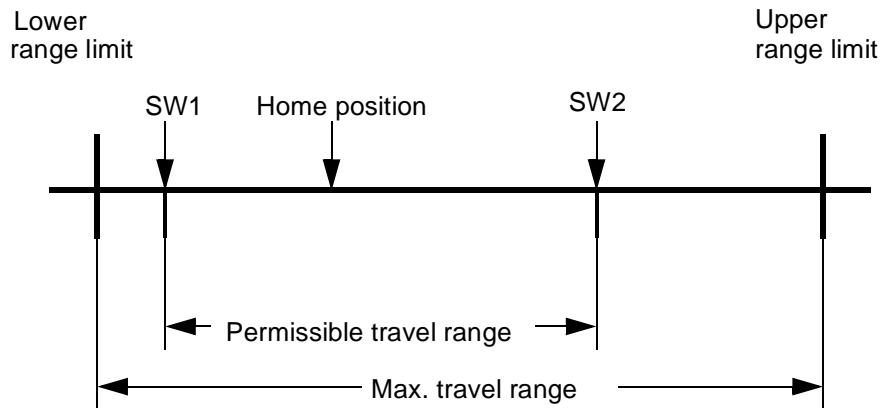 Lower
range limit
Upper
range limit
SW1
Home position
SW2
Permissible travel range
Max. travel range